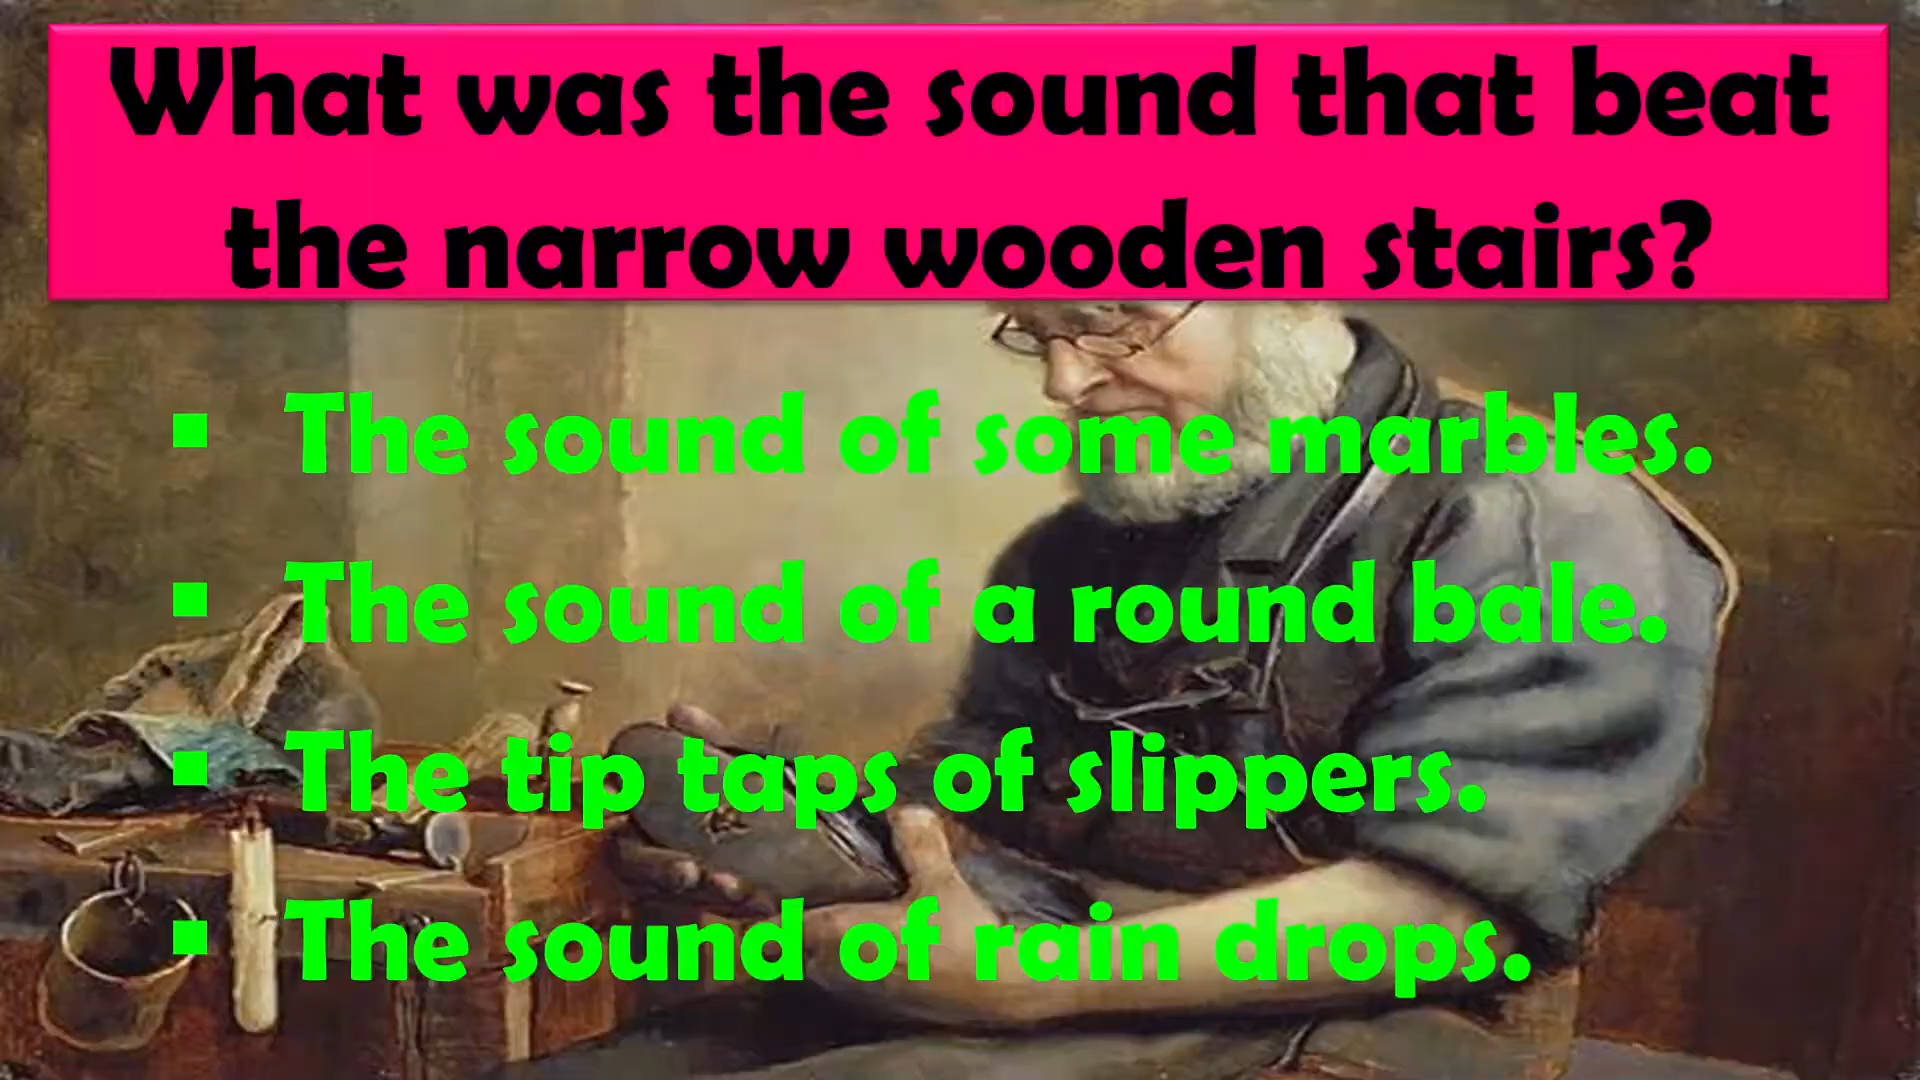 What was the sound that beat
the narrow wooden stairs?
▪ The sound of some marbles.
▪ The sound of a round bale.
▪ The tip taps of slippers.
▪ The sound of rain drops.